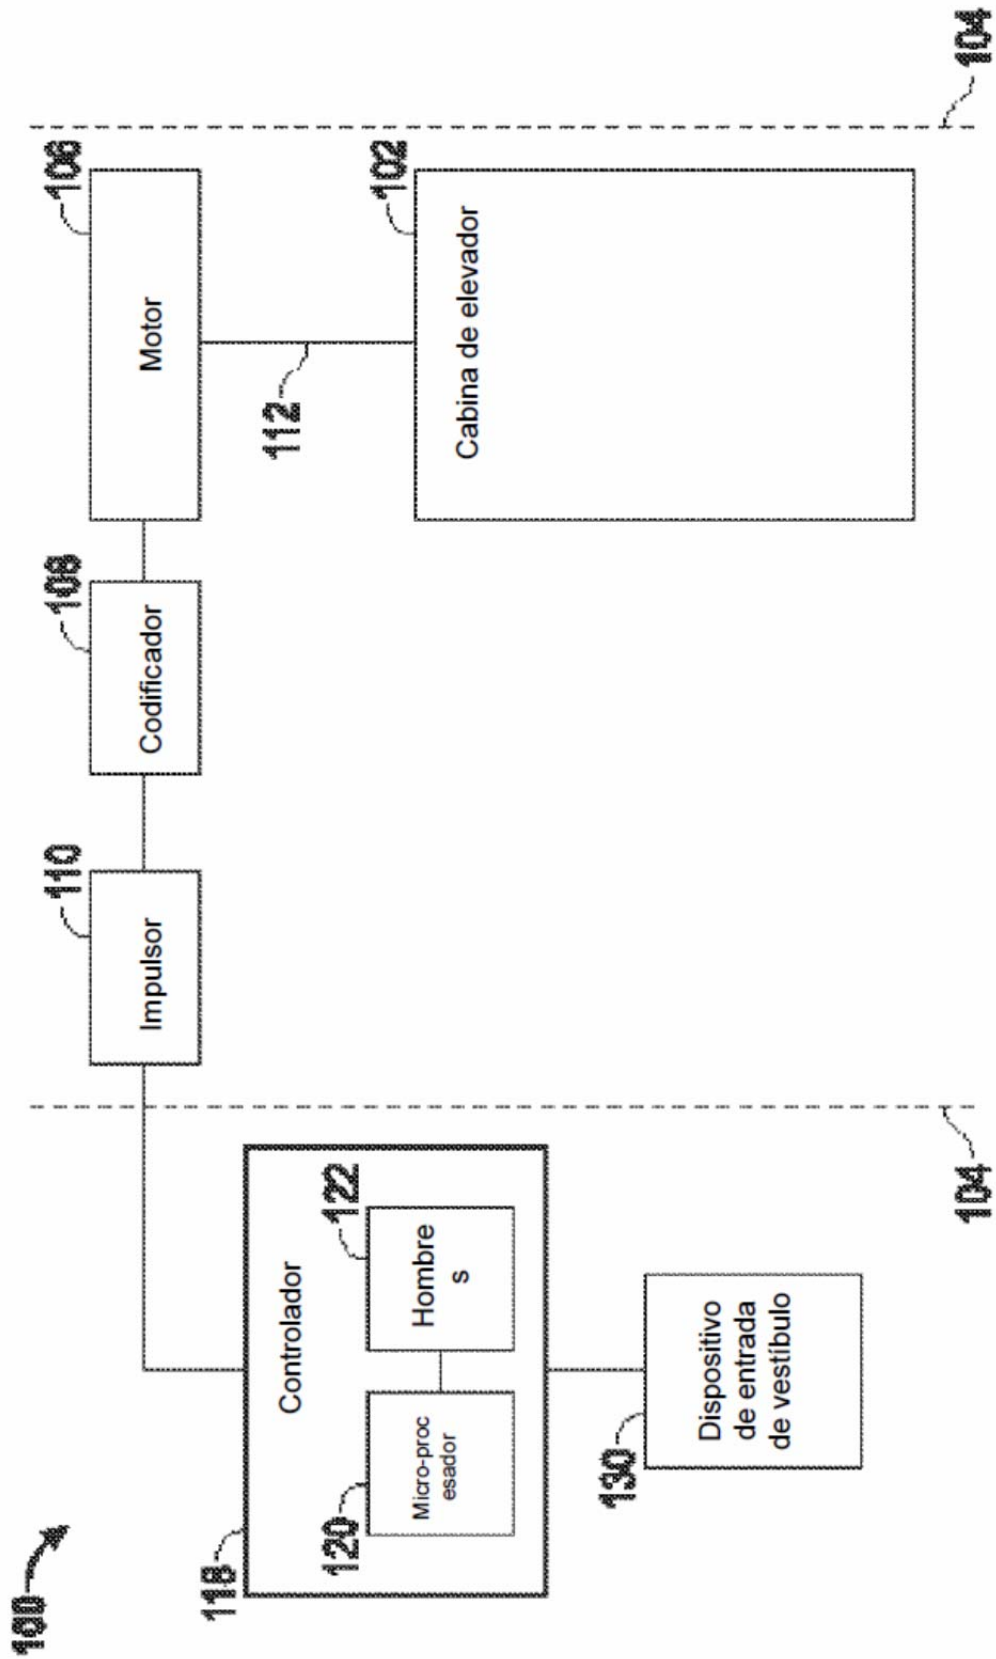 100
110
108
106
Impulsor
Codificador
Motor
118
112
Controlador
120
122
102
Micro-proc
esador
Hombre
s
Cabina de elevador
130
Dispositivo
de entrada
de vestíbulo
104
104